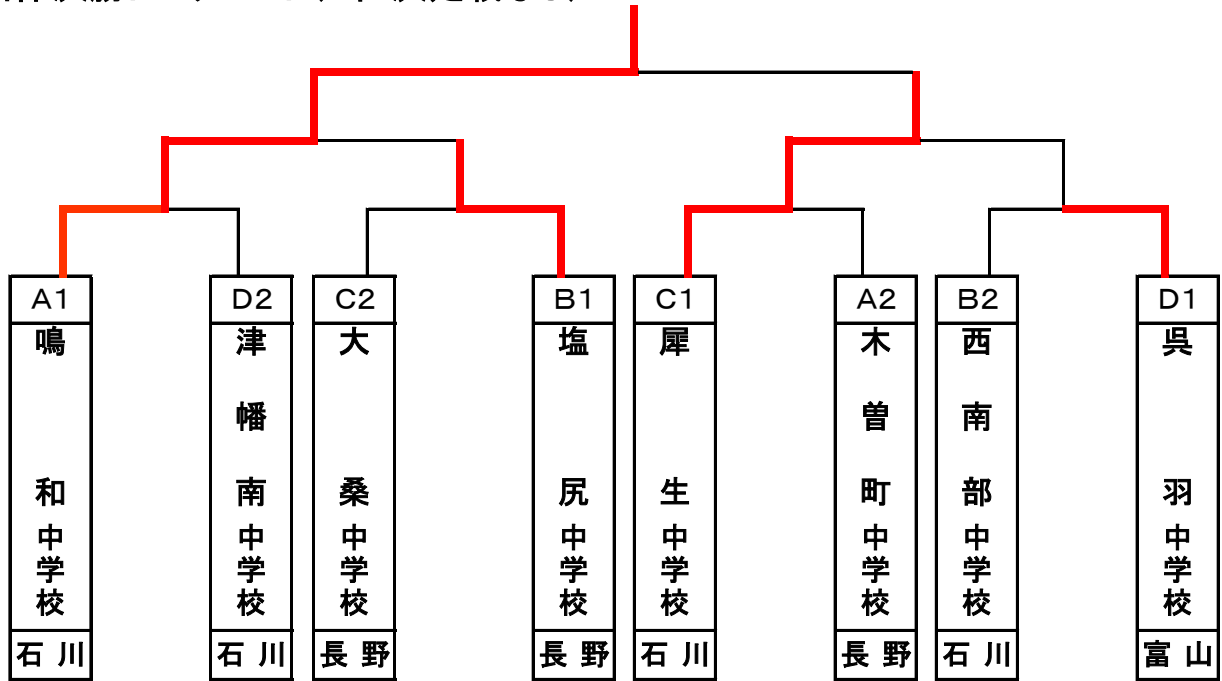 A1
鳴和中学校
石川
D2
津幡南中学校
石川
C2
大桑中学校
長野
B1
塩尻中学校
長野
C1
犀生中学校
石川
A2
木曽町中学校
長野
B2
西南部中学校
石川
D1
呉羽中学校
富山